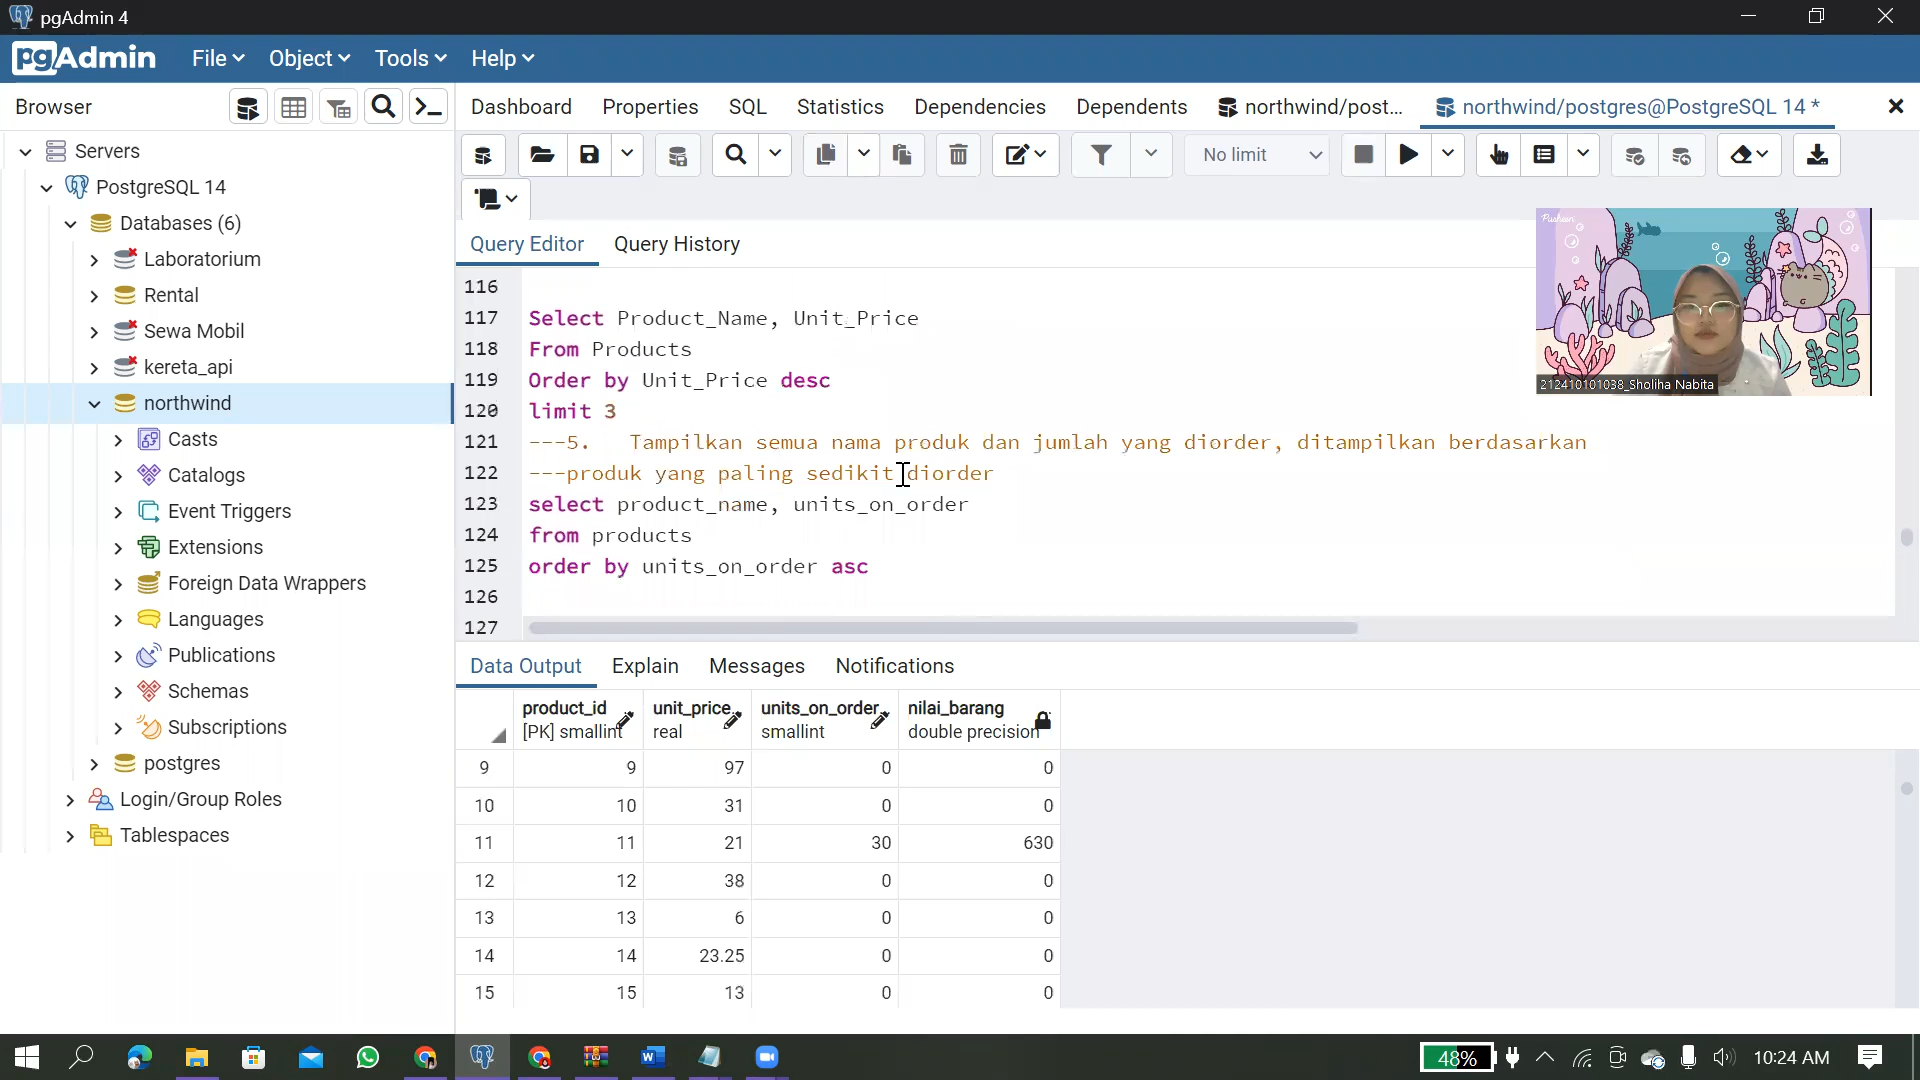 pgAdmin 4
pgAdmin
File
Object
Tools
Help
Browser
Dashboard
Properties
SQL
Statistics
Dependencies
Dependents
northwind/post...
northwind/postgres@PostgreSQL 14 *
No limit
Servers
PostgreSQL 14
Databases (6)
Laboratorium
Rental
Sewa Mobil
kereta_api
northwind
Casts
Catalogs
Event Triggers
Extensions
Foreign Data Wrappers
Languages
Publications
Schemas
Subscriptions
postgres
Login/Group Roles
Tablespaces
Query Editor
Query History
Pusheen
212410101038_Sholiha Nabita
116
117 Select Product_Name, Unit_Price
118 From Products
119 Order by Unit_Price desc
120 limit 3
121 ---5. Tampilkan semua nama produk dan jumlah yang diorder, ditampilkan berdasarkan
122 ---produk yang paling sedikit diorder
123 select product_name, units_on_order
124 from products
125 order by units_on_order asc
126
127
Data Output
Explain
Messages
Notifications
product_id unit_price units_on_order nilai_barang
[PK] smallint real smallint double precision
9 9 97 0 0
10 10 31 0 0
11 11 21 30 630
12 12 38 0 0
13 13 6 0 0
14 14 23.25 0 0
15 15 13 0 0
48%
10:24 AM